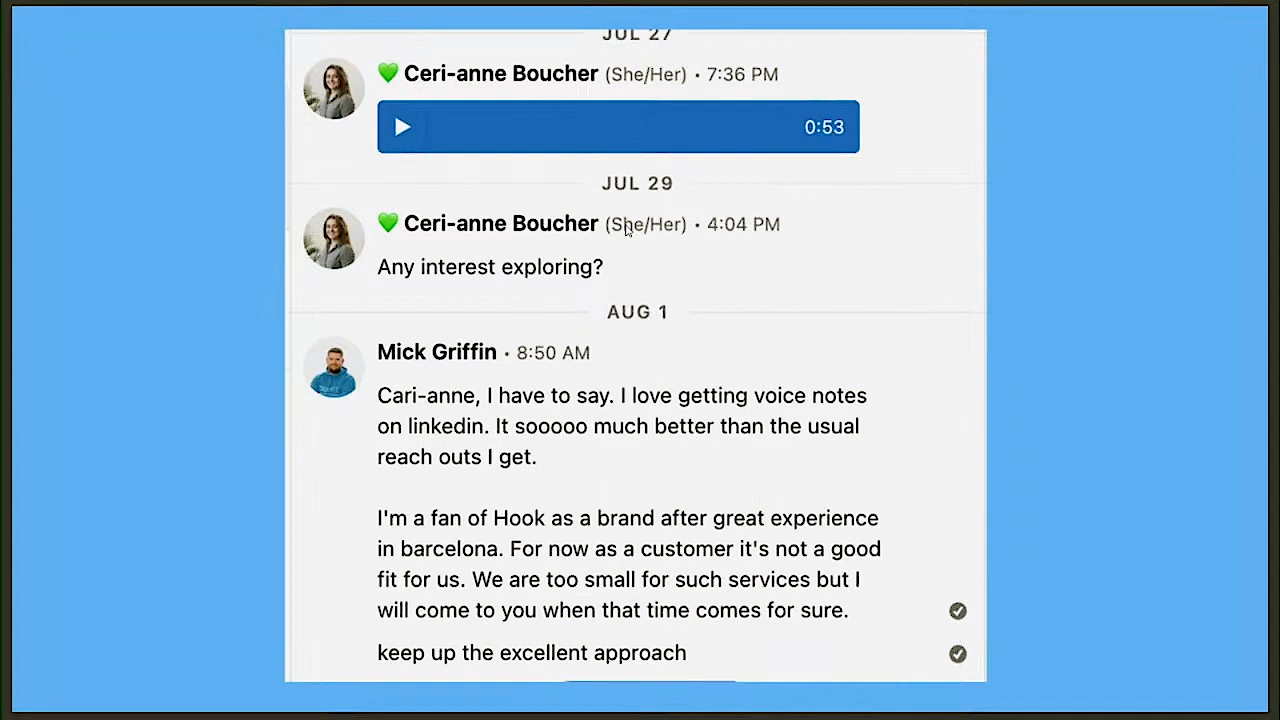 JUL 27
💚 Ceri-anne Boucher (She/Her) • 7:36 PM
0:53
JUL 29
💚 Ceri-anne Boucher (She/Her) • 4:04 PM
Any interest exploring?
AUG 1
Mick Griffin • 8:50 AM
Cari-anne, I have to say. I love getting voice notes
on linkedin. It sooooo much better than the usual
reach outs I get.
I'm a fan of Hook as a brand after great experience
in barcelona. For now as a customer it's not a good
fit for us. We are too small for such services but I
will come to you when that time comes for sure.
keep up the excellent approach